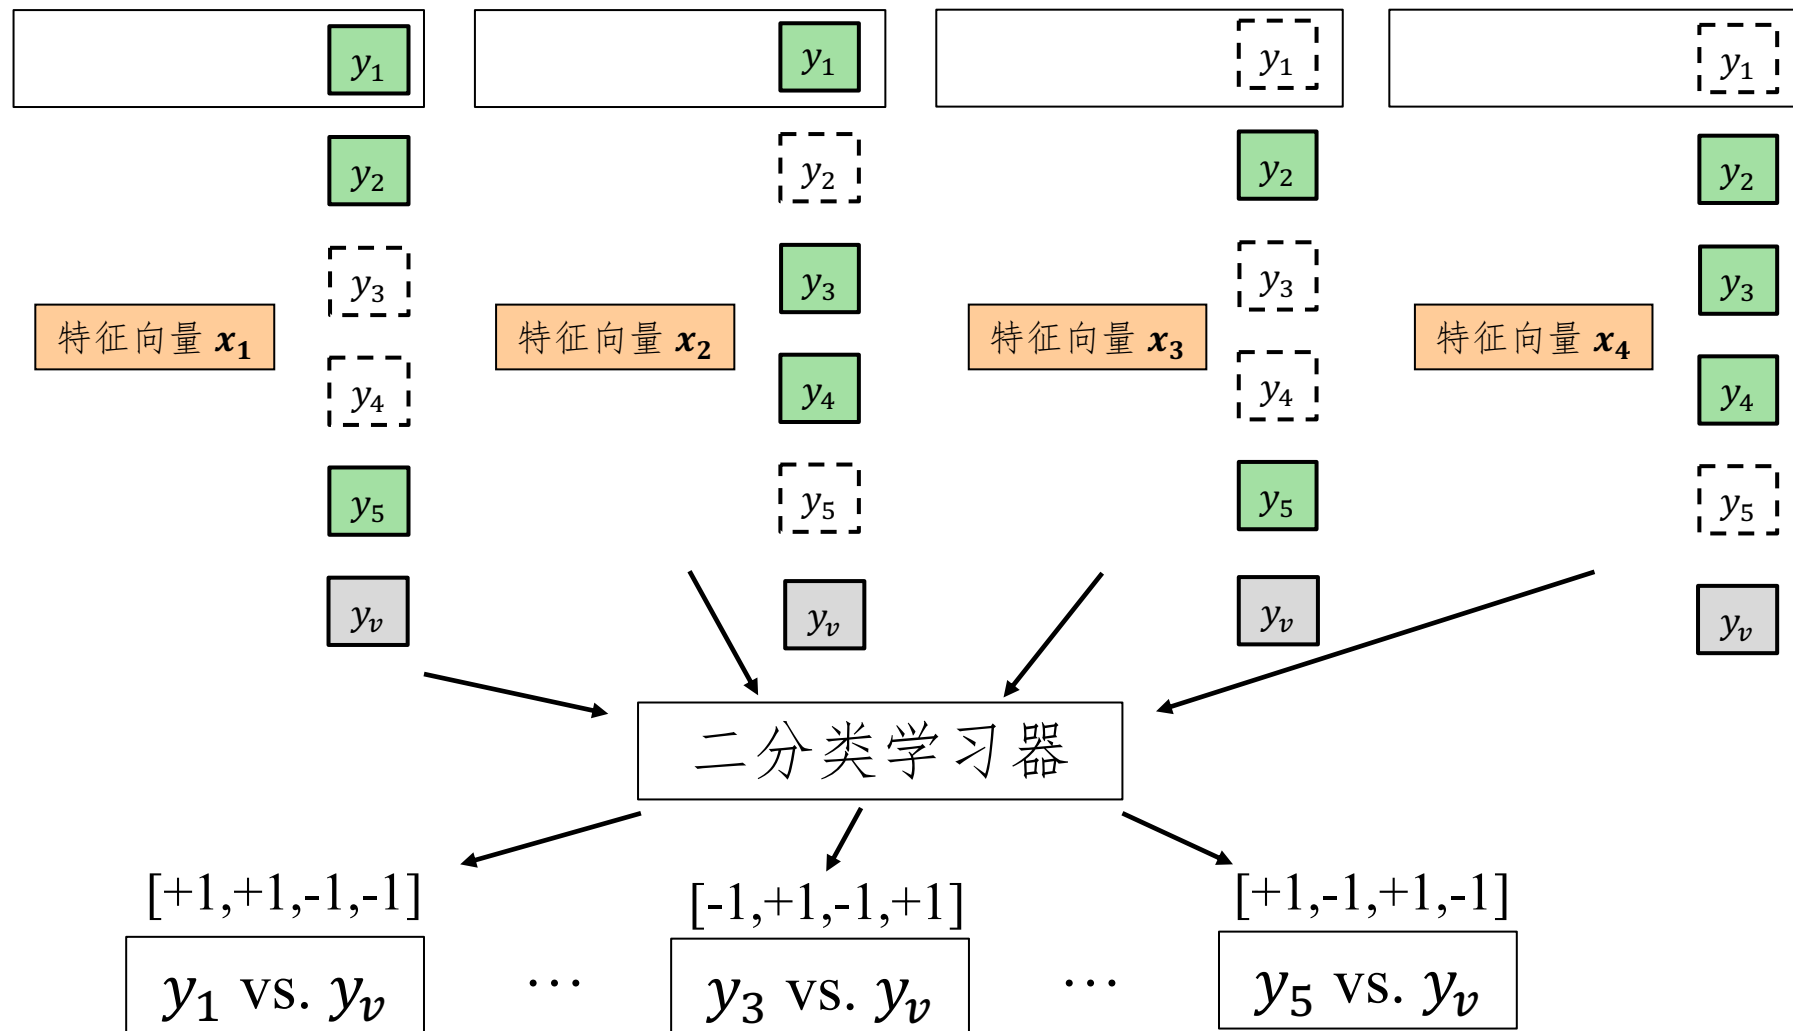 y₁ y₁ y₁ y₁
y₂ y₂ y₂ y₂
y₃ y₃ y₃ y₃
特征向量 x₁ 特征向量 x₂ 特征向量 x₃ 特征向量 x₄
y₄ y₄ y₄ y₄
y₅ y₅ y₅ y₅
yᵥ yᵥ yᵥ yᵥ
二分类学习器
[+1,+1,-1,-1] [-1,+1,-1,+1] [+1,-1,+1,-1]
y₁ vs. yᵥ … y₃ vs. yᵥ … y₅ vs. yᵥ